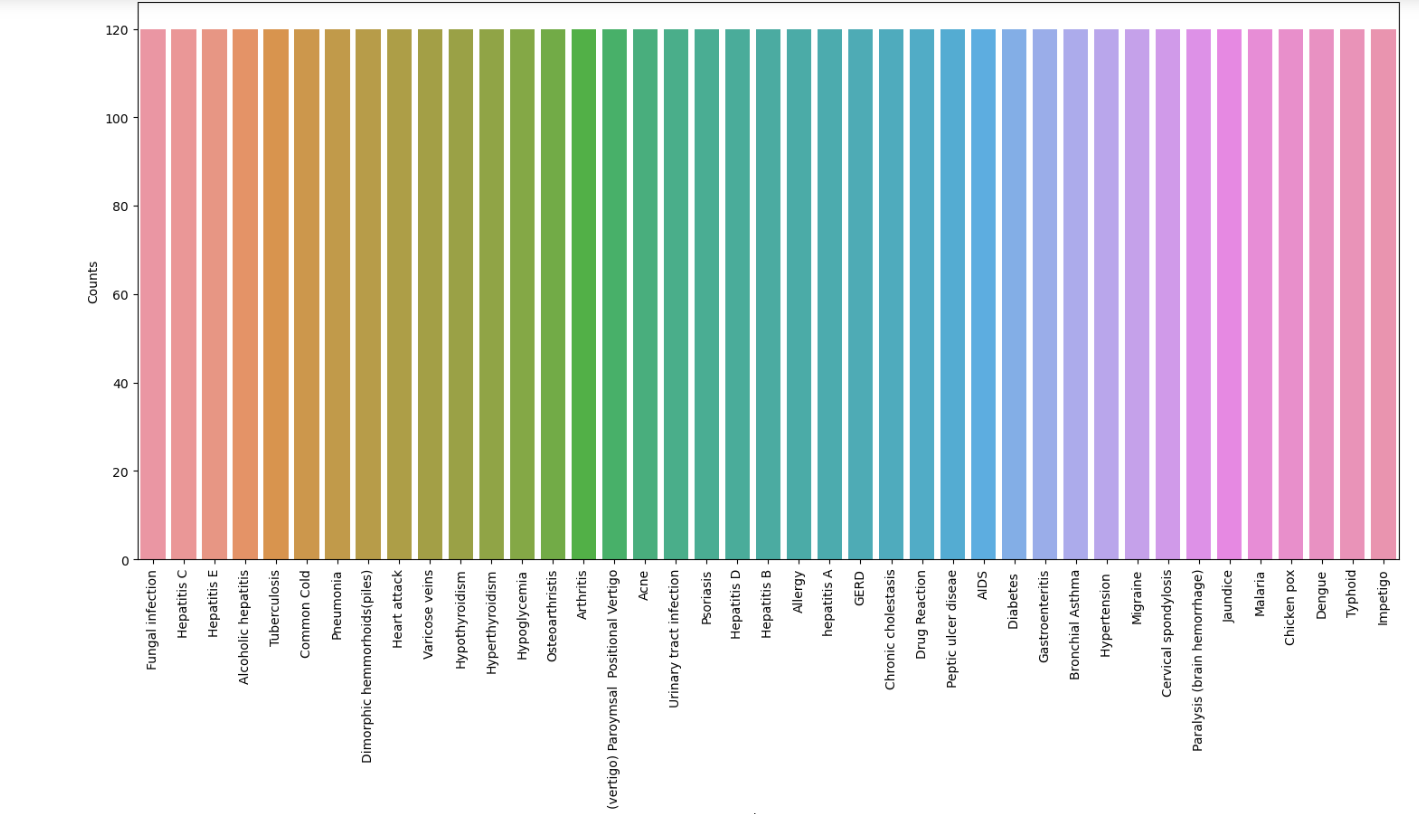 120
100
80
60
40
20
0
Counts
Fungal infection
Hepatitis C
Hepatitis E
Alcoholic hepatitis
Tuberculosis
Common Cold
Pneumonia
Dimorphic hemmorhoids(piles)
Heart attack
Varicose veins
Hypothyroidism
Hyperthyroidism
Hypoglycemia
Osteoarthristis
Arthritis
(vertigo) Paroymsal  Positional Vertigo
Acne
Urinary tract infection
Psoriasis
Hepatitis D
Hepatitis B
Allergy
hepatitis A
GERD
Chronic cholestasis
Drug Reaction
Peptic ulcer diseae
AIDS
Diabetes
Gastroenteritis
Bronchial Asthma
Hypertension
Migraine
Cervical spondylosis
Paralysis (brain hemorrhage)
Jaundice
Malaria
Chicken pox
Dengue
Typhoid
Impetigo